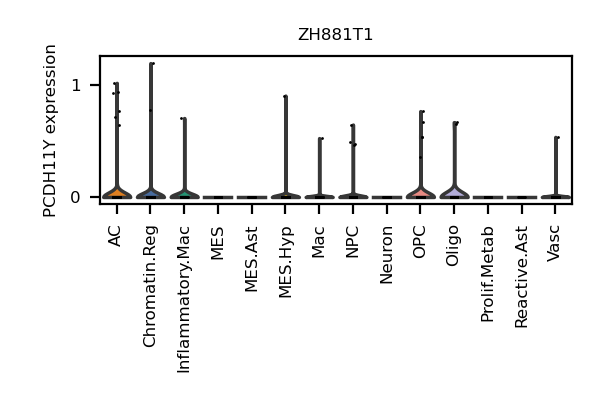 ZH881T1
PCDH11Y expression
1
0
AC
Chromatin.Reg
Inflammatory.Mac
MES
MES.Ast
MES.Hyp
Mac
NPC
Neuron
OPC
Oligo
Prolif.Metab
Reactive.Ast
Vasc